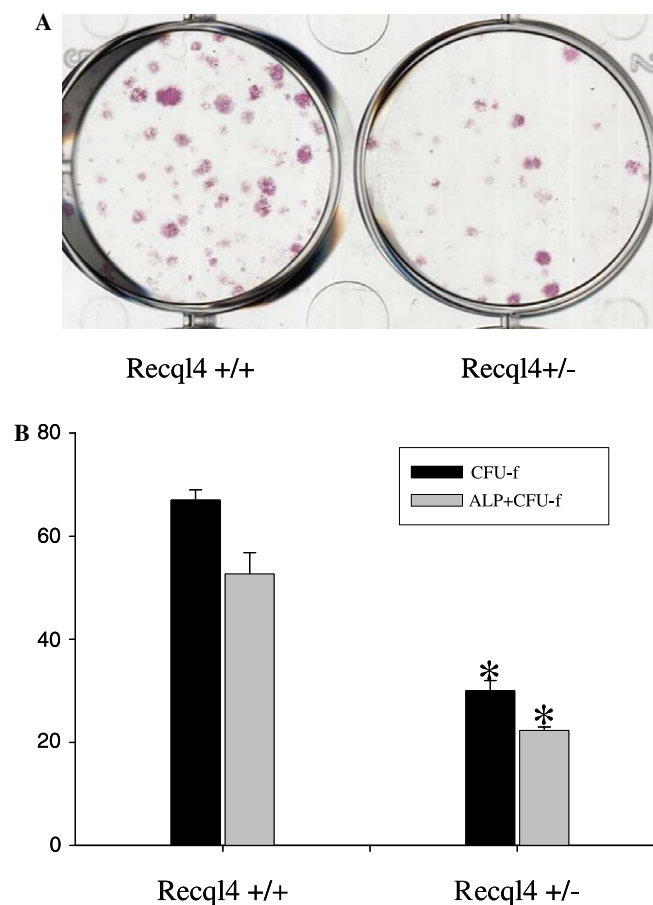 A
Recql4 +/+
Recql4+/-
B
80
60
40
20
0
CFU-f
ALP+CFU-f
*
*
Recql4 +/+
Recql4 +/-